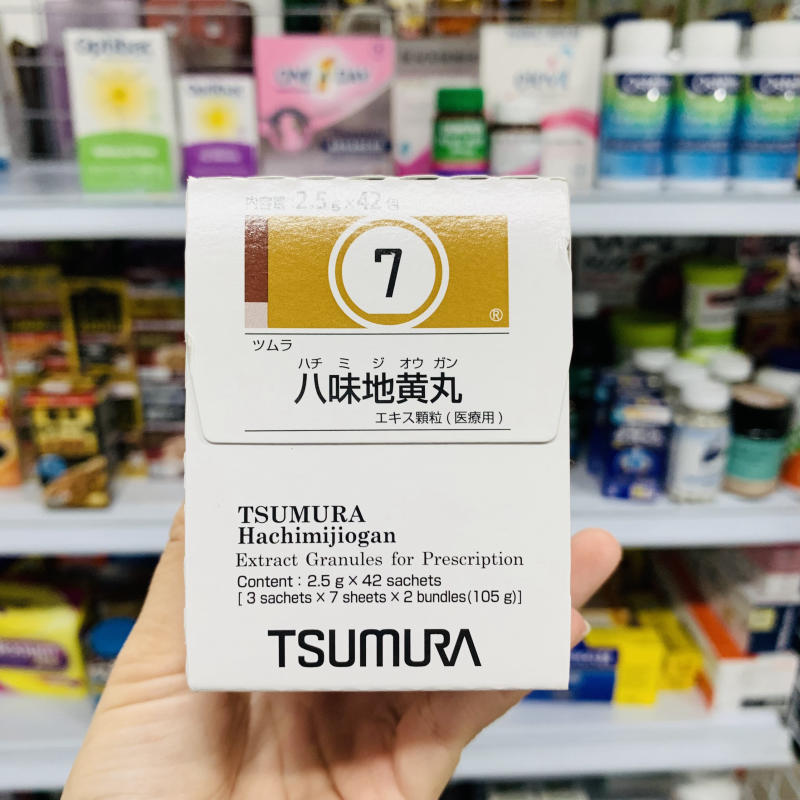 ONE A DAY
内容量 2.5g×42包
7
®
ツムラ
ハチ ミ ジ オウ ガン
八味地黄丸
エキス顆粒(医療用)
TSUMURA
Hachimijiogan
Extract Granules for Prescription
Content : 2.5 g × 42 sachets
[ 3 sachets × 7 sheets × 2 bundles(105 g)]
TSUMURA